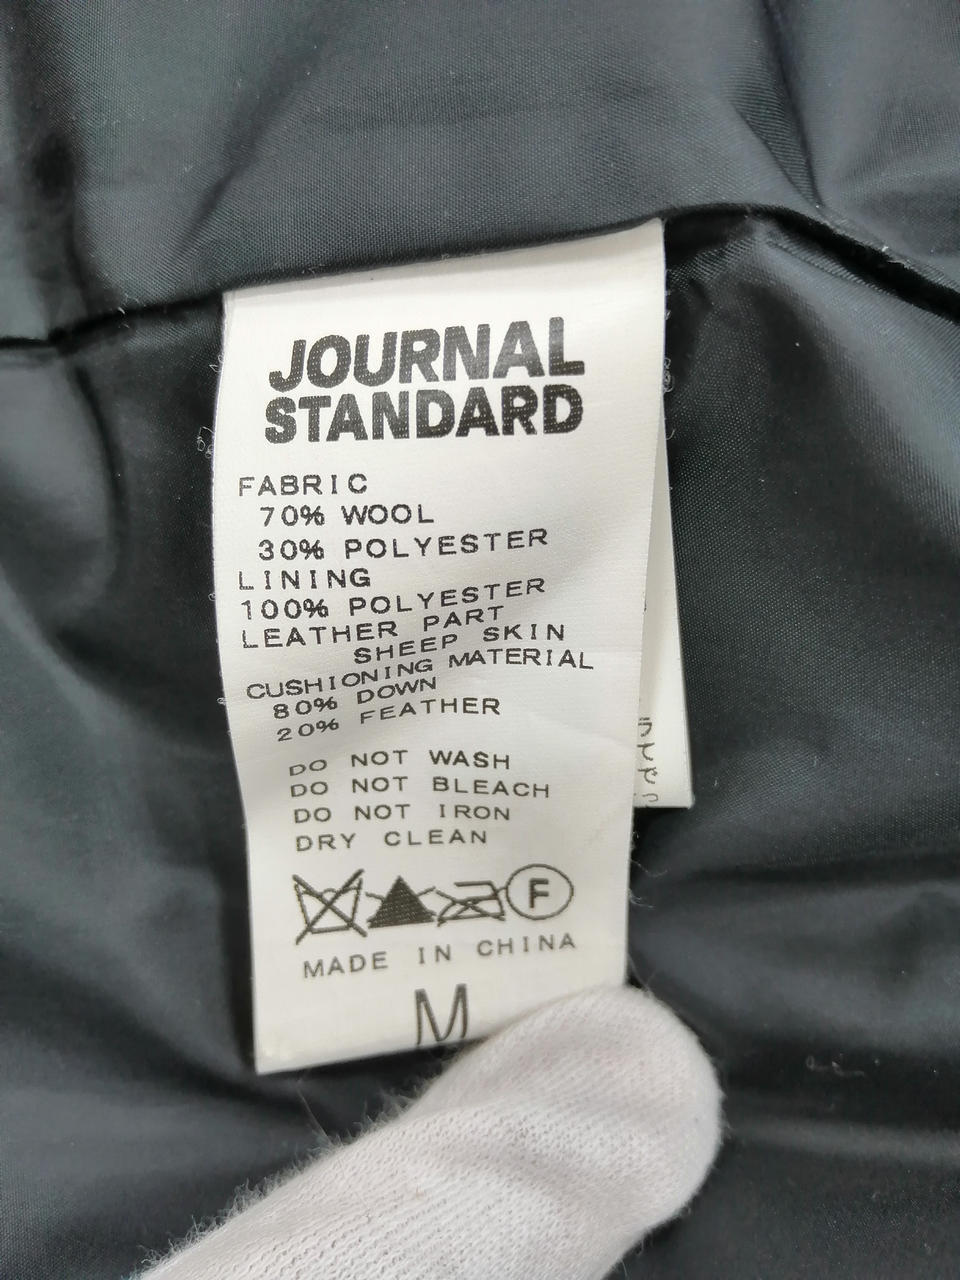 JOURNAL
STANDARD
FABRIC
70% WOOL
30% POLYESTER
LINING
100% POLYESTER
LEATHER PART
SHEEP SKIN
CUSHIONING MATERIAL
80% DOWN
20% FEATHER
DO NOT WASH
DO NOT BLEACH
DO NOT IRON
DRY CLEAN
F
MADE IN CHINA
M